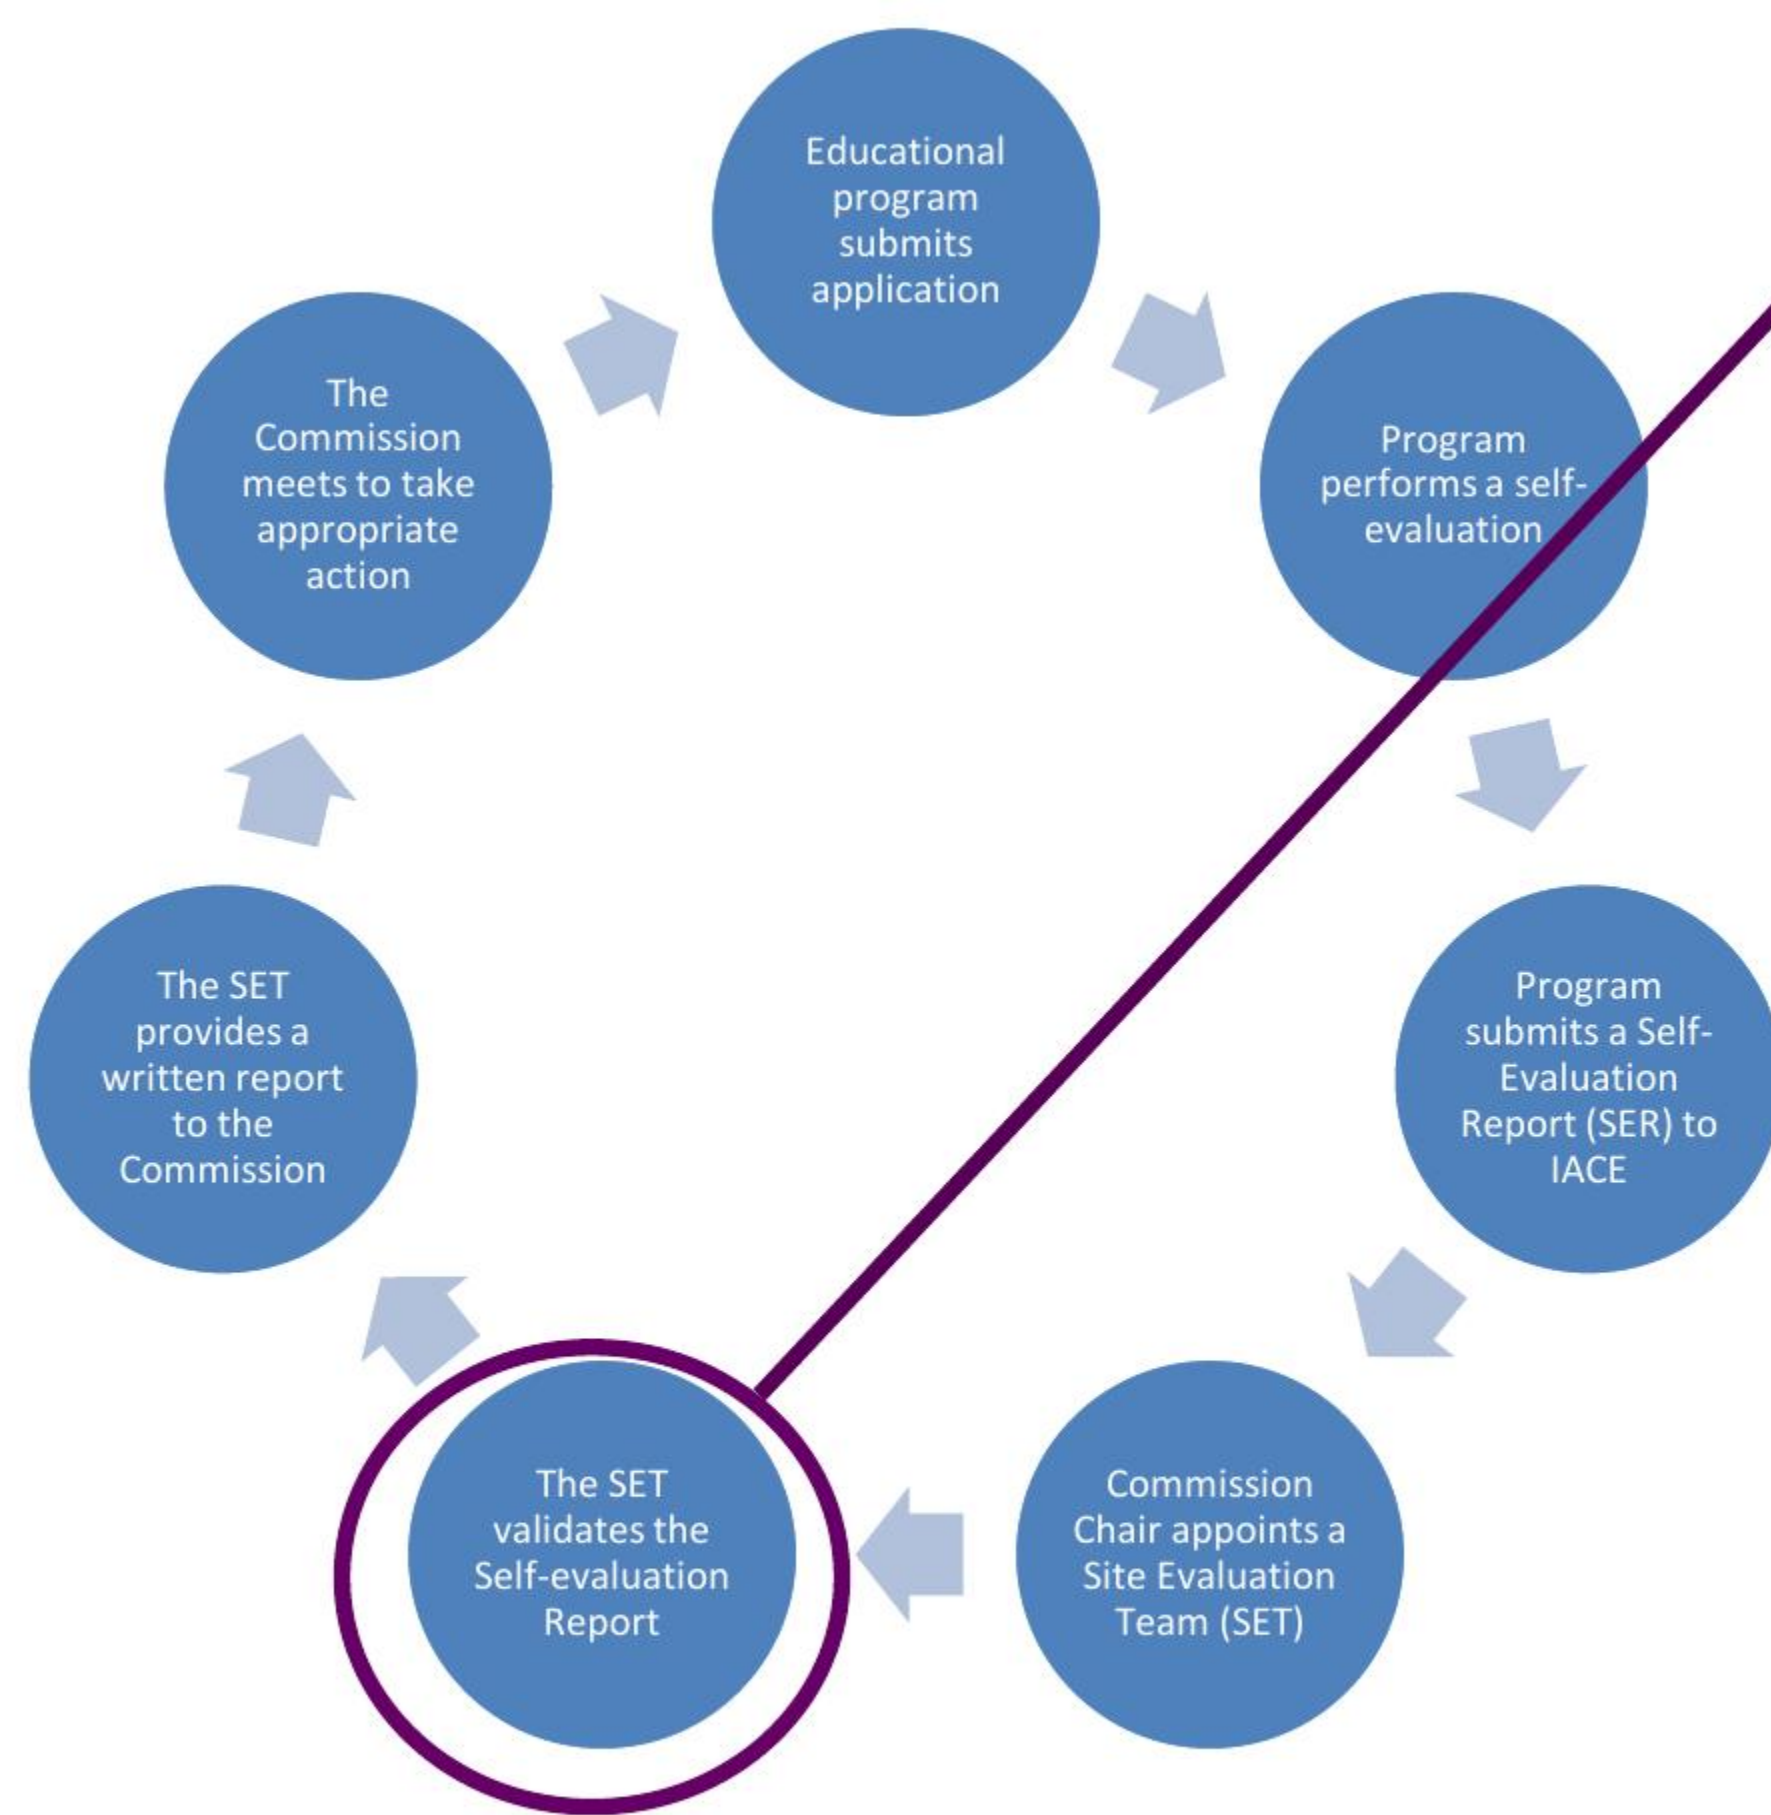 Educational
program
submits
application
Program
performs a self-
evaluation
Program
submits a Self-
Evaluation
Report (SER) to
IACE
Commission
Chair appoints a
Site Evaluation
Team (SET)
The SET
validates the
Self-evaluation
Report
The SET
provides a
written report
to the
Commission
The
Commission
meets to take
appropriate
action